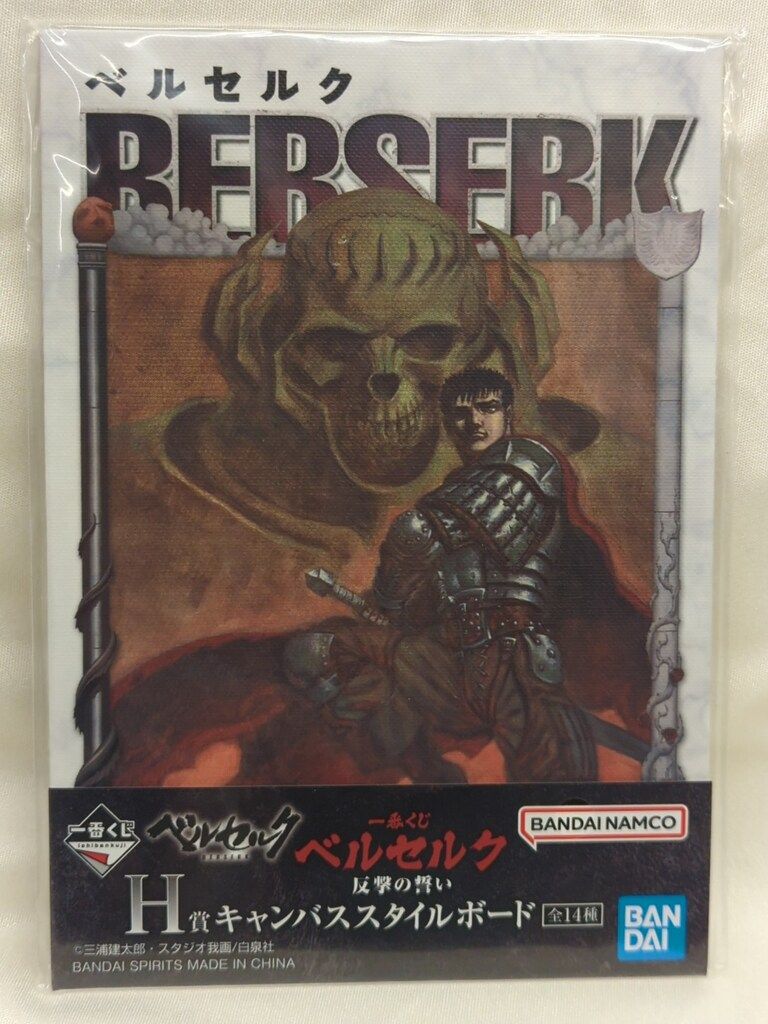 ベルセルク
BERSERK
一番くじ
ichibankuji
ベルセルク
BERSERK
一番くじ
ベルセルク
反撃の誓い
BANDAI NAMCO
H賞 キャンバススタイルボード 全14種
©三浦建太郎・スタジオ我画/白泉社
BANDAI SPIRITS MADE IN CHINA
BAN
DAI